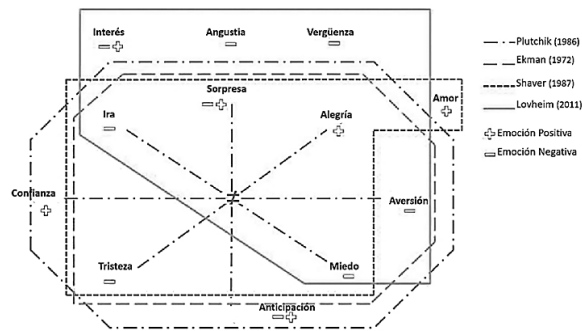 Interés
Angustia
Vergüenza
Plutchik (1986)
Ekman (1972)
Shaver (1987)
Lovheim (2011)
Emoción Positiva
Emoción Negativa
Sorpresa
Amor
Ira
Alegría
Confianza
Aversión
Tristeza
Miedo
Anticipación